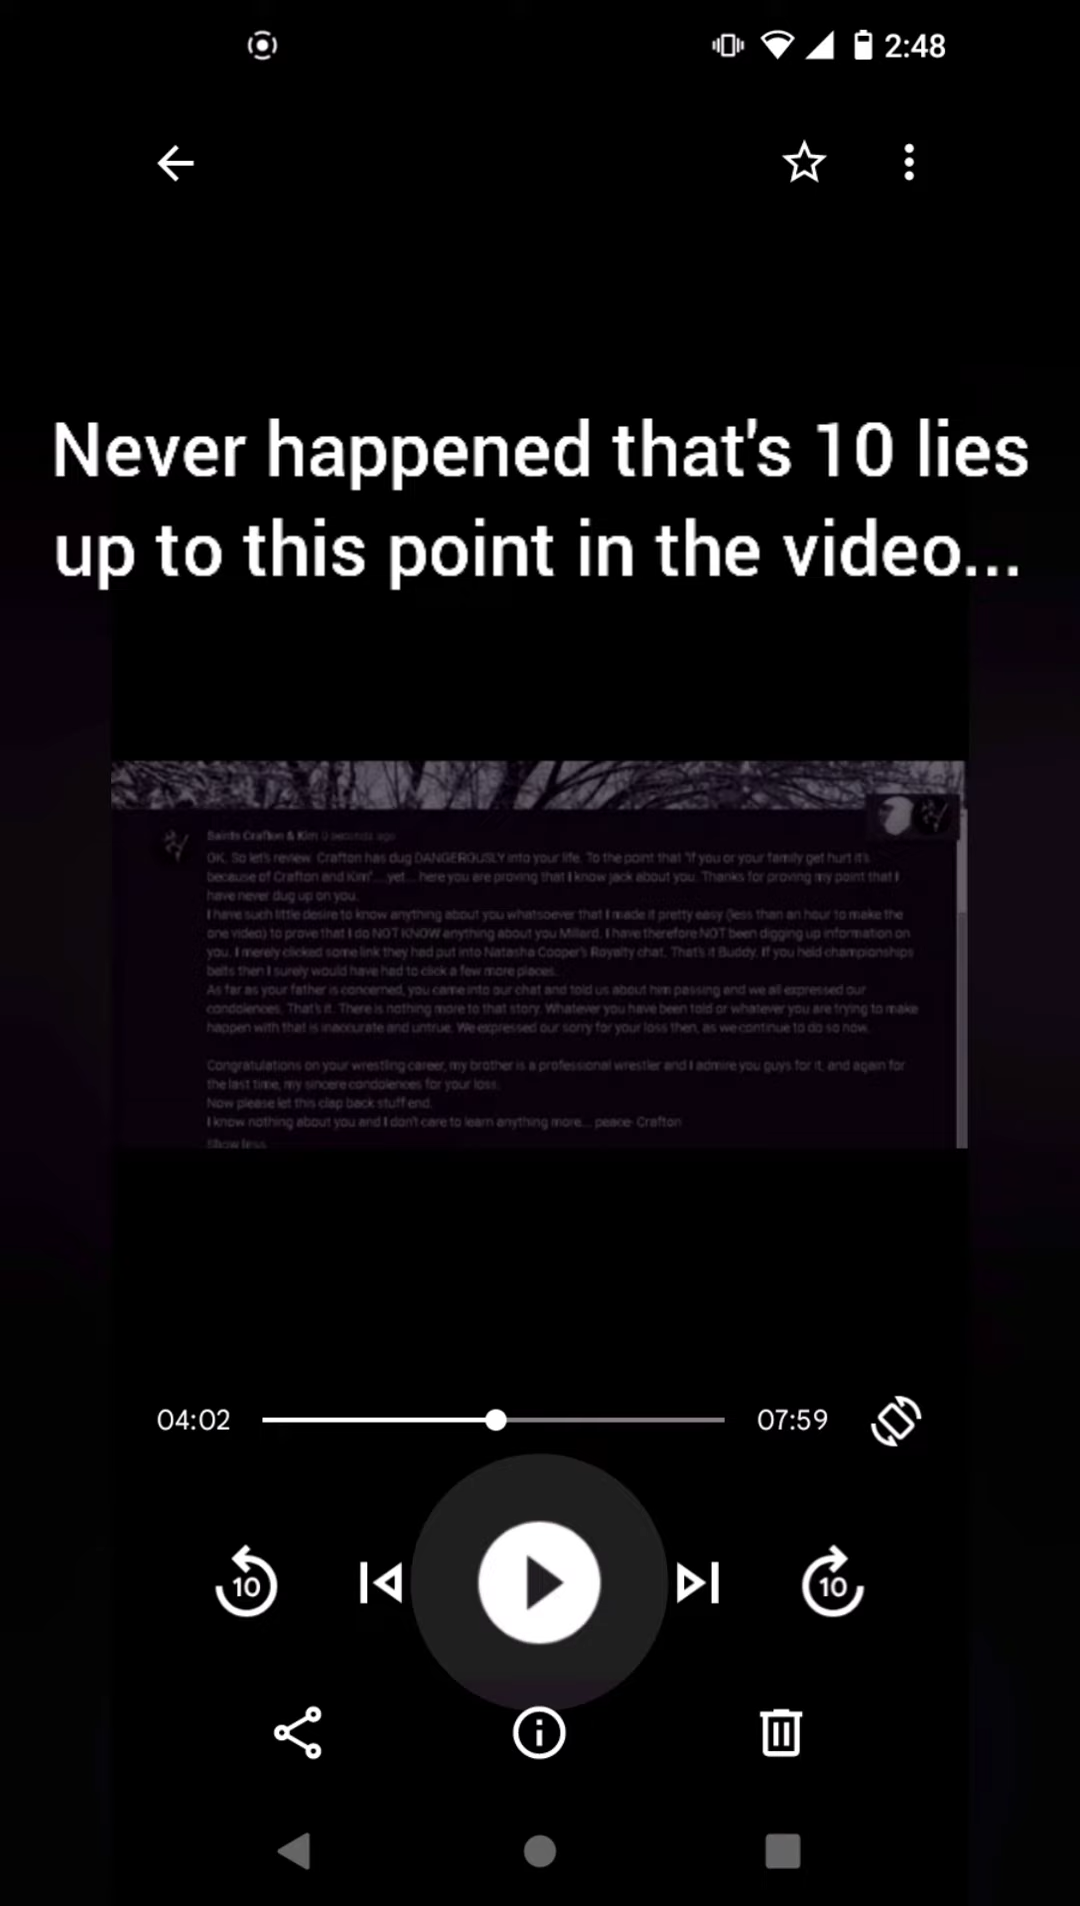 2:48
Never happened that's 10 lies
up to this point in the video...
Saints Crafton & Kim 0 seconds ago
OK. So let's review. Crafton has dug DANGEROUSLY into your life. To the point that "if you or your family get hurt it's
because of Crafton and Kim"....yet.... here you are proving that I know jack about you. Thanks for proving my point that I
have never dug up on you.
I have such little desire to know anything about you whatsoever that I made it pretty easy (less than an hour to make the
one video) to prove that I do NOT KNOW anything about you Millard. I have therefore NOT been digging up information on
you. I merely clicked some link they had put into Natasha Cooper's Royalty chat. That's it Buddy. If you held championships
belts then I surely would have had to click a few more places.
As far as your father is concerned, you came into our chat and told us about him passing and we all expressed our
condolences. That's it. There is nothing more to that story. Whatever you have been told or whatever you are trying to make
happen with that is inaccurate and untrue. We expressed our sorry for your loss then, as we continue to do so now.
Congratulations on your wrestling career, my brother is a professional wrestler and I admire you guys for it, and again for
the last time, my sincere condolences for your loss.
Now please let this clap back stuff end.
I know nothing about you and I don't care to learn anything more... peace- Crafton
Show less
04:02
07:59
10
10